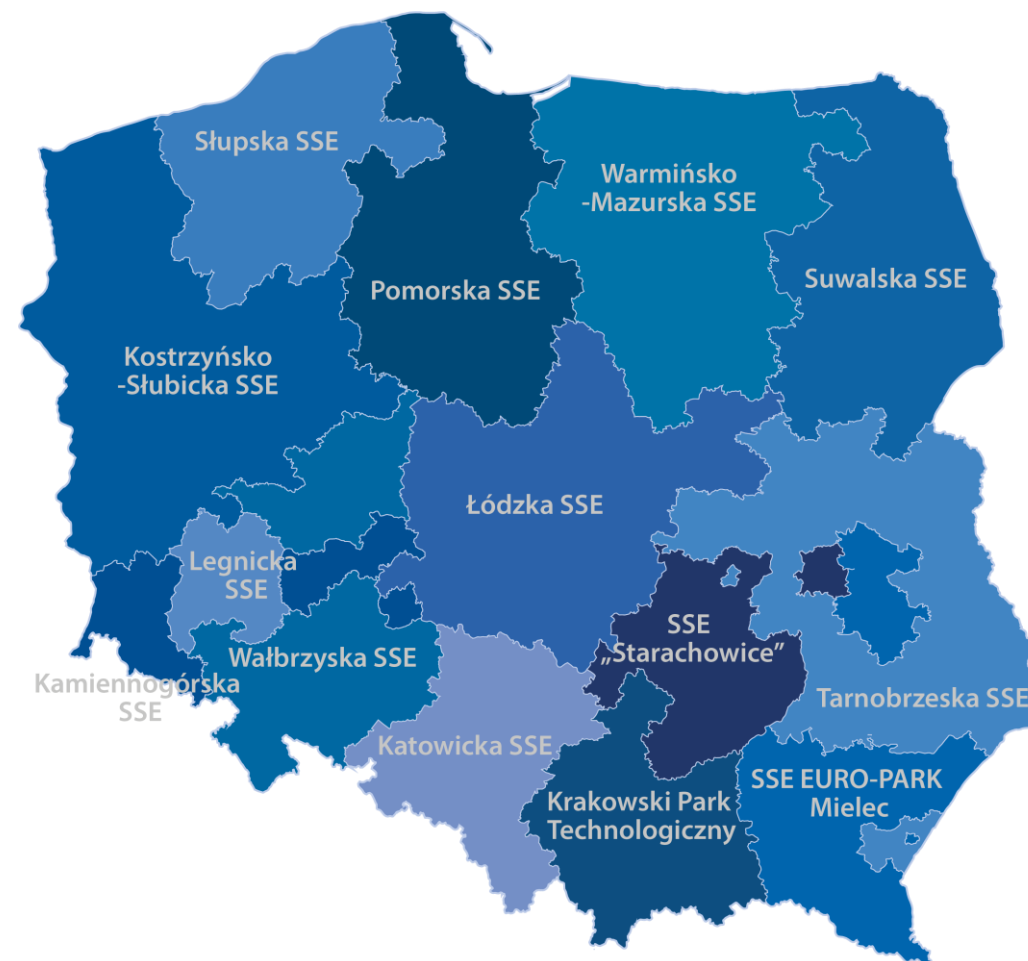 Słupska SSE
Warmińsko
-Mazurska SSE
Pomorska SSE
Suwalska SSE
Kostrzyńsko
-Słubicka SSE
Łódzka SSE
Legnicka
SSE
SSE
„Starachowice”
Wałbrzyska SSE
Kamiennogórska
SSE
Tarnobrzeska SSE
Katowicka SSE
SSE EURO-PARK
Mielec
Krakowski Park
Technologiczny